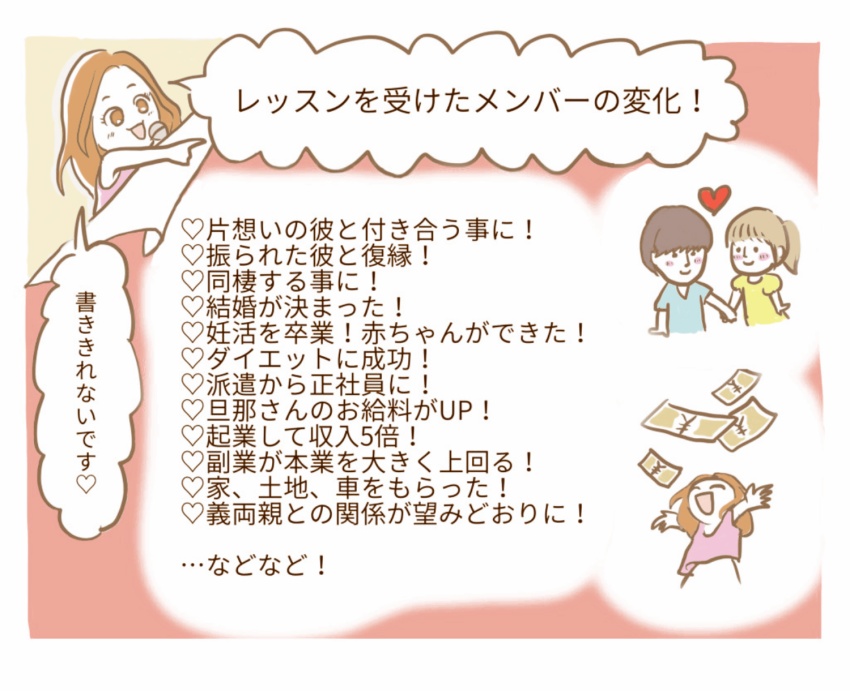 レッスンを受けたメンバーの変化！
♡片想いの彼と付き合う事に！
♡振られた彼と復縁！
♡同棲する事に！
♡結婚が決まった！
♡妊活を卒業！赤ちゃんができた！
♡ダイエットに成功！
♡派遣から正社員に！
♡旦那さんのお給料がUP！
♡起業して収入5倍！
♡副業が本業を大きく上回る！
♡家、土地、車をもらった！
♡義両親との関係が望みどおりに！
…などなど！
書ききれないです♡
¥
¥
¥
¥